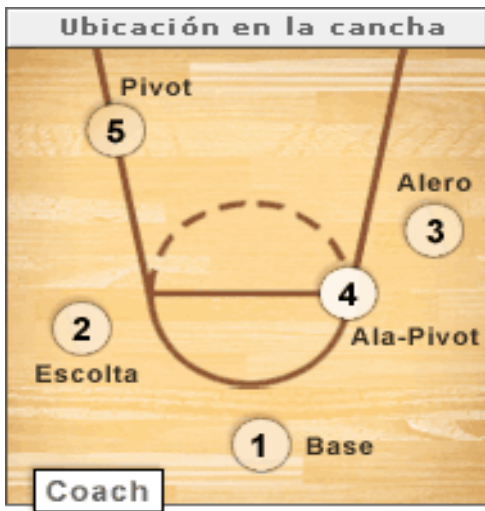 Ubicación en la cancha
Pivot
5
Alero
3
4
2
Ala-Pivot
Escolta
1 Base
Coach